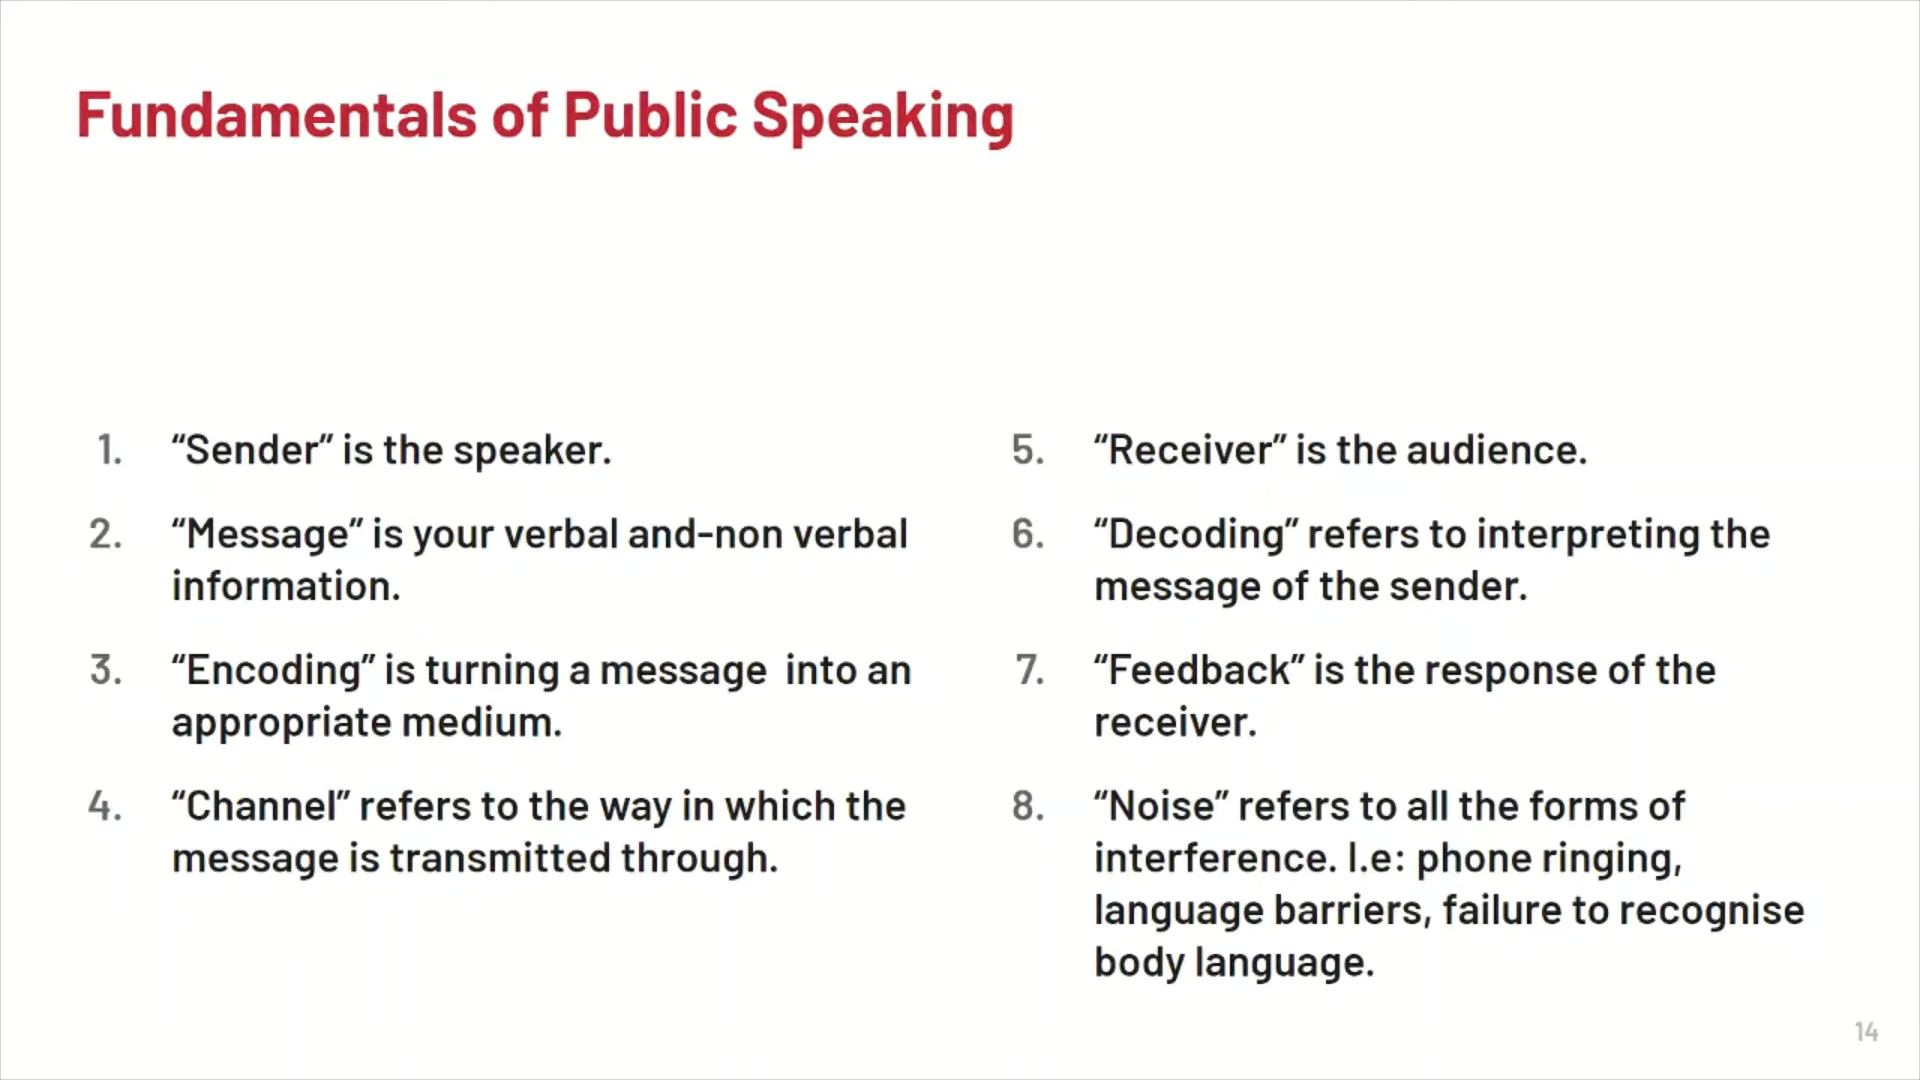 Fundamentals of Public Speaking
1. “Sender” is the speaker.
2. “Message” is your verbal and-non verbal
information.
3. “Encoding” is turning a message  into an
appropriate medium.
4. “Channel” refers to the way in which the
message is transmitted through.
5. “Receiver” is the audience.
6. “Decoding” refers to interpreting the
message of the sender.
7. “Feedback” is the response of the
receiver.
8. “Noise” refers to all the forms of
interference. I.e: phone ringing,
language barriers, failure to recognise
body language.
14